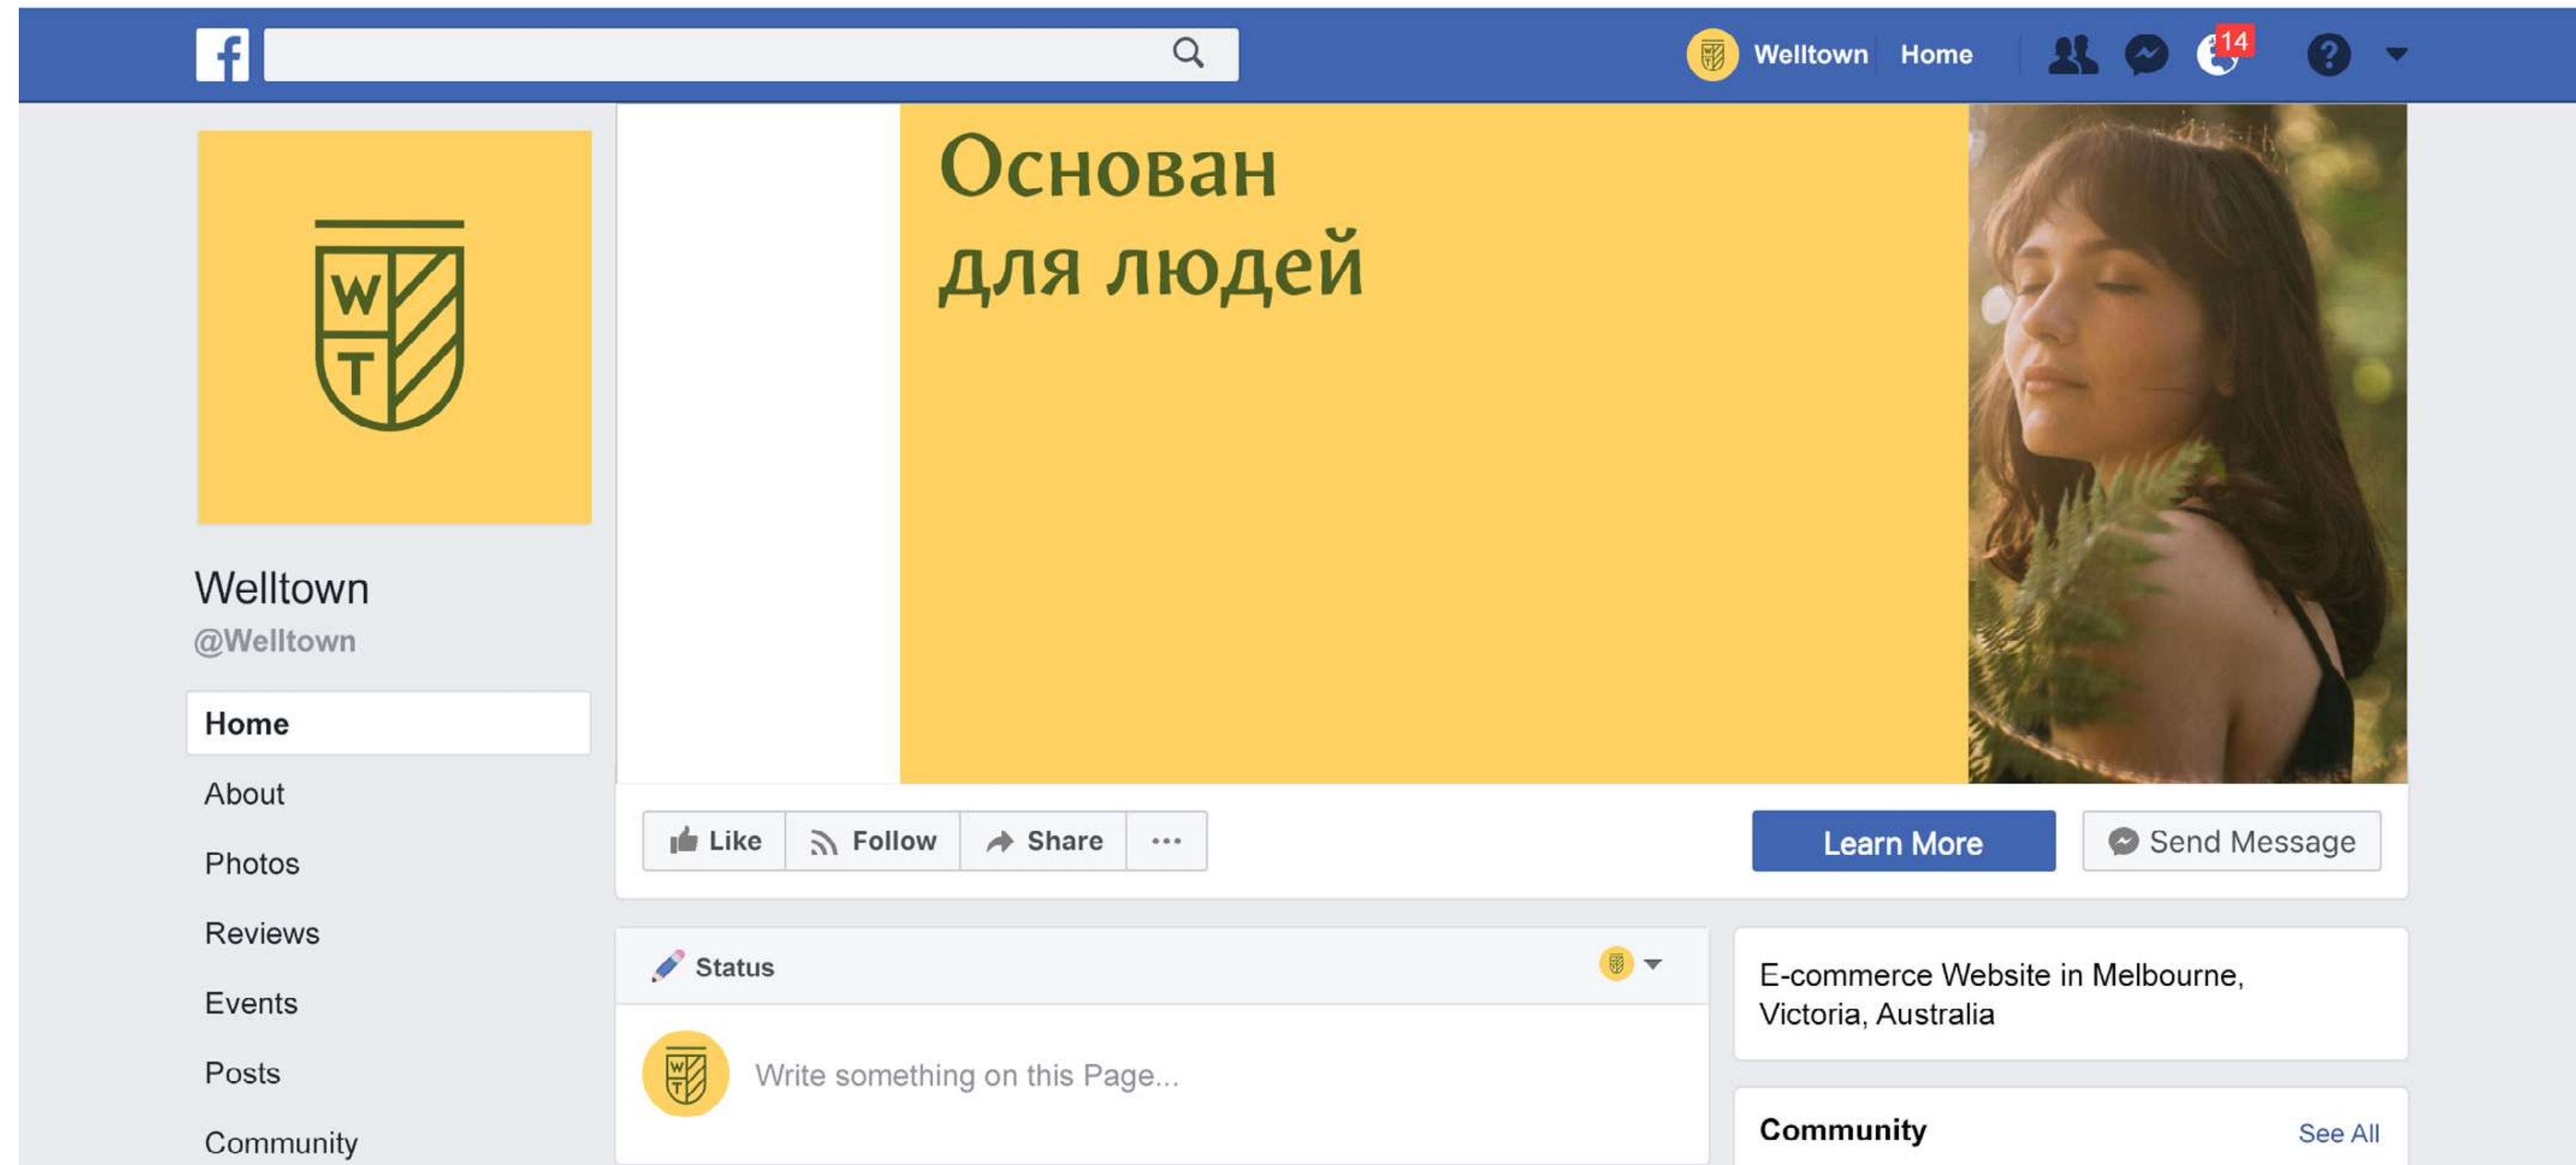 f
Welltown Home 14 ?
Основан
для людей
W
T
Welltown
@Welltown
Home
About
Photos
Reviews
Events
Posts
Community
Like Follow Share ...
Learn More Send Message
Status
W
T
Write something on this Page...
E-commerce Website in Melbourne,
Victoria, Australia
Community See All